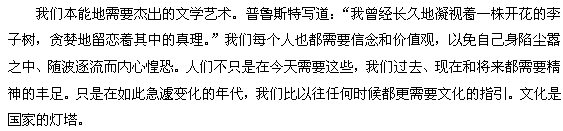 我们本能地需要杰出的文学艺术。普鲁斯特写道：“我曾经长久地凝视着一株开花的李
子树，贪婪地留恋着其中的真理。”我们每个人也都需要信念和价值观，以免自己身陷尘嚣
之中、随波逐流而内心惶恐。人们不只是在今天需要这些，我们过去、现在和将来都需要精
神的丰足。只是在如此急遽变化的年代，我们比以往任何时候都更需要文化的指引。文化是
国家的灯塔。